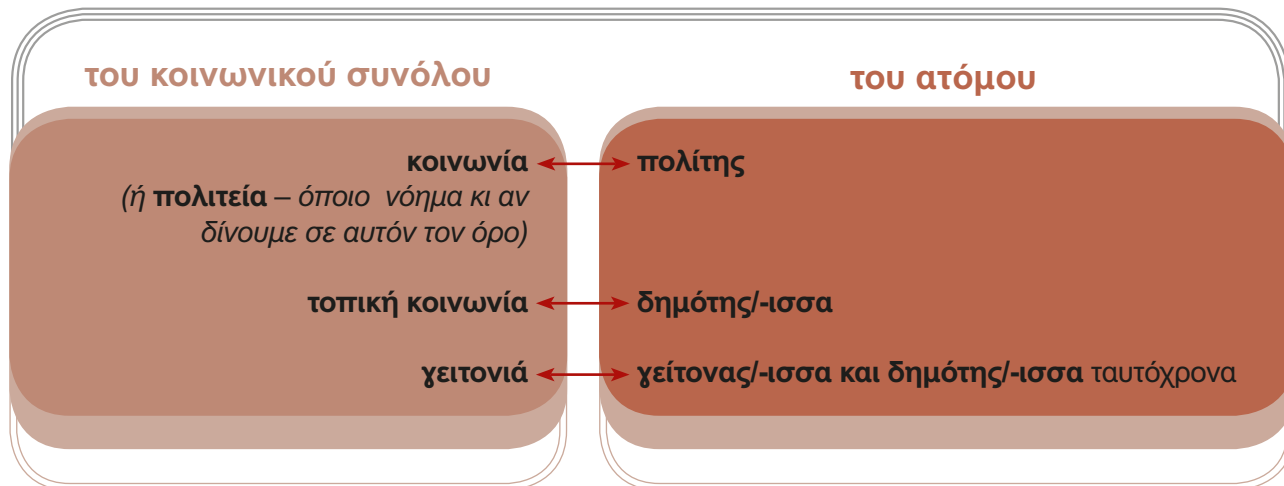 του κοινωνικού συνόλου
κοινωνία
(ή πολιτεία – όποιο νόημα κι αν
δίνουμε σε αυτόν τον όρο)
τοπική κοινωνία
γειτονιά
του ατόμου
πολίτης
δημότης/-ισσα
γείτονας/-ισσα και δημότης/-ισσα ταυτόχρονα